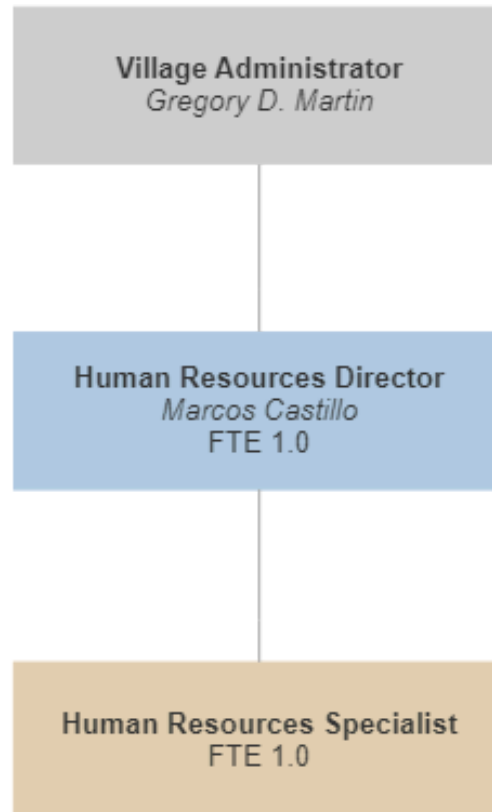 Village Administrator
Gregory D. Martin
Human Resources Director
Marcos Castillo
FTE 1.0
Human Resources Specialist
FTE 1.0